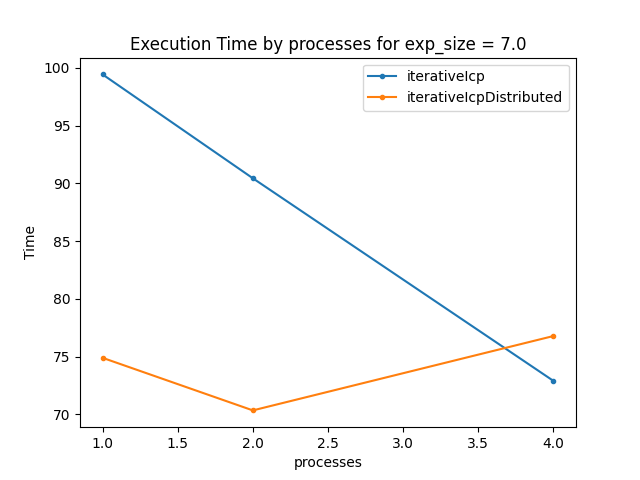 Execution Time by processes for exp_size = 7.0
iterativeIcp
iterativeIcpDistributed
Time
100
95
90
85
80
75
70
1.0 1.5 2.0 2.5 3.0 3.5 4.0
processes